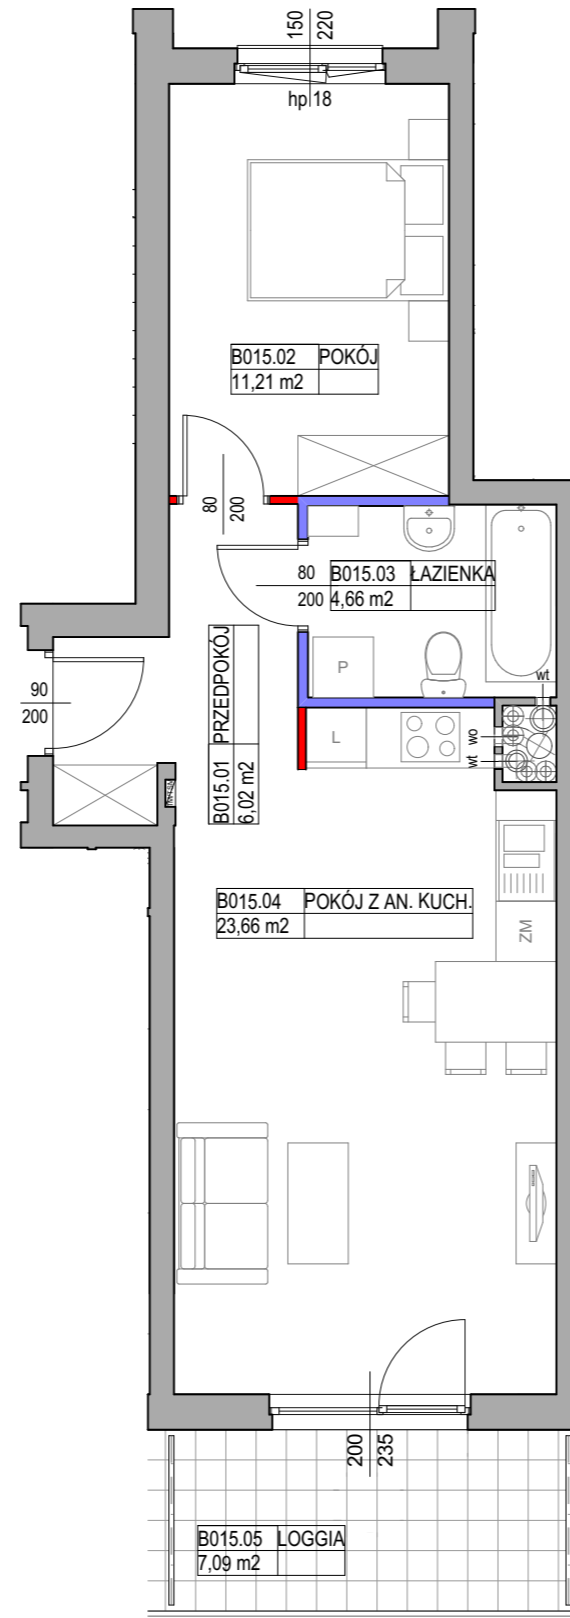 150
220
hp 18
B015.02 POKÓJ
11,21 m2
80
200
80
200
B015.03 ŁAZIENKA
4,66 m2
90
200
B015.01 PRZEDPOKÓJ
6,02 m2
P
wt
L
wo
wt
B015.04 POKÓJ Z AN. KUCH.
23,66 m2
ZM
200
235
B015.05 LOGGIA
7,09 m2